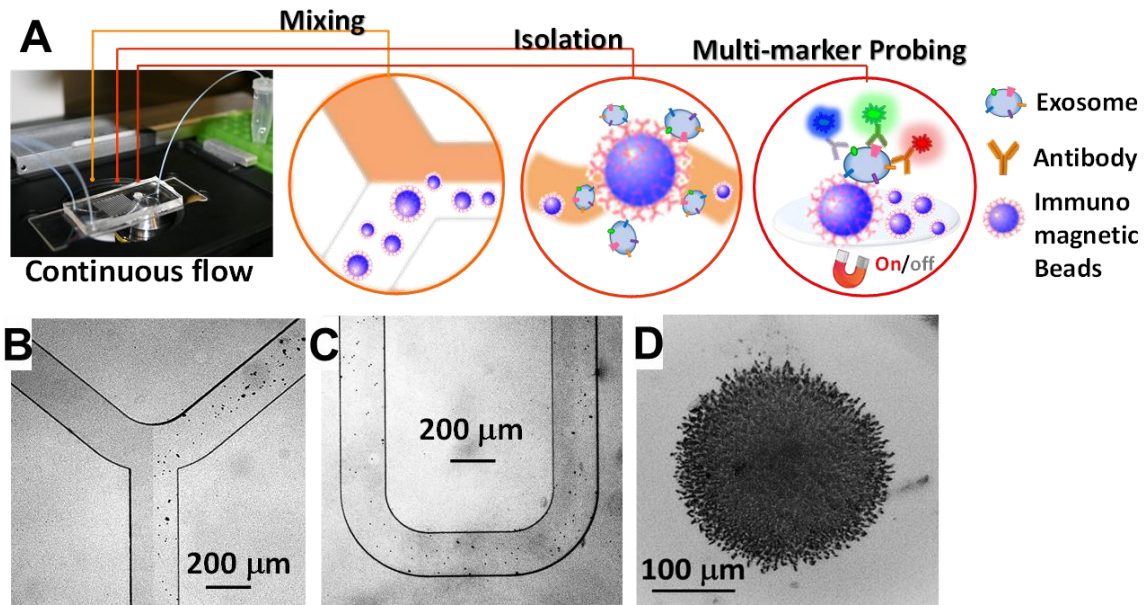 A
Mixing
Isolation
Multi-marker Probing
Continuous flow
On/off
Exosome
Antibody
Immuno
magnetic
Beads
B
200 μm
C
200 μm
D
100 μm